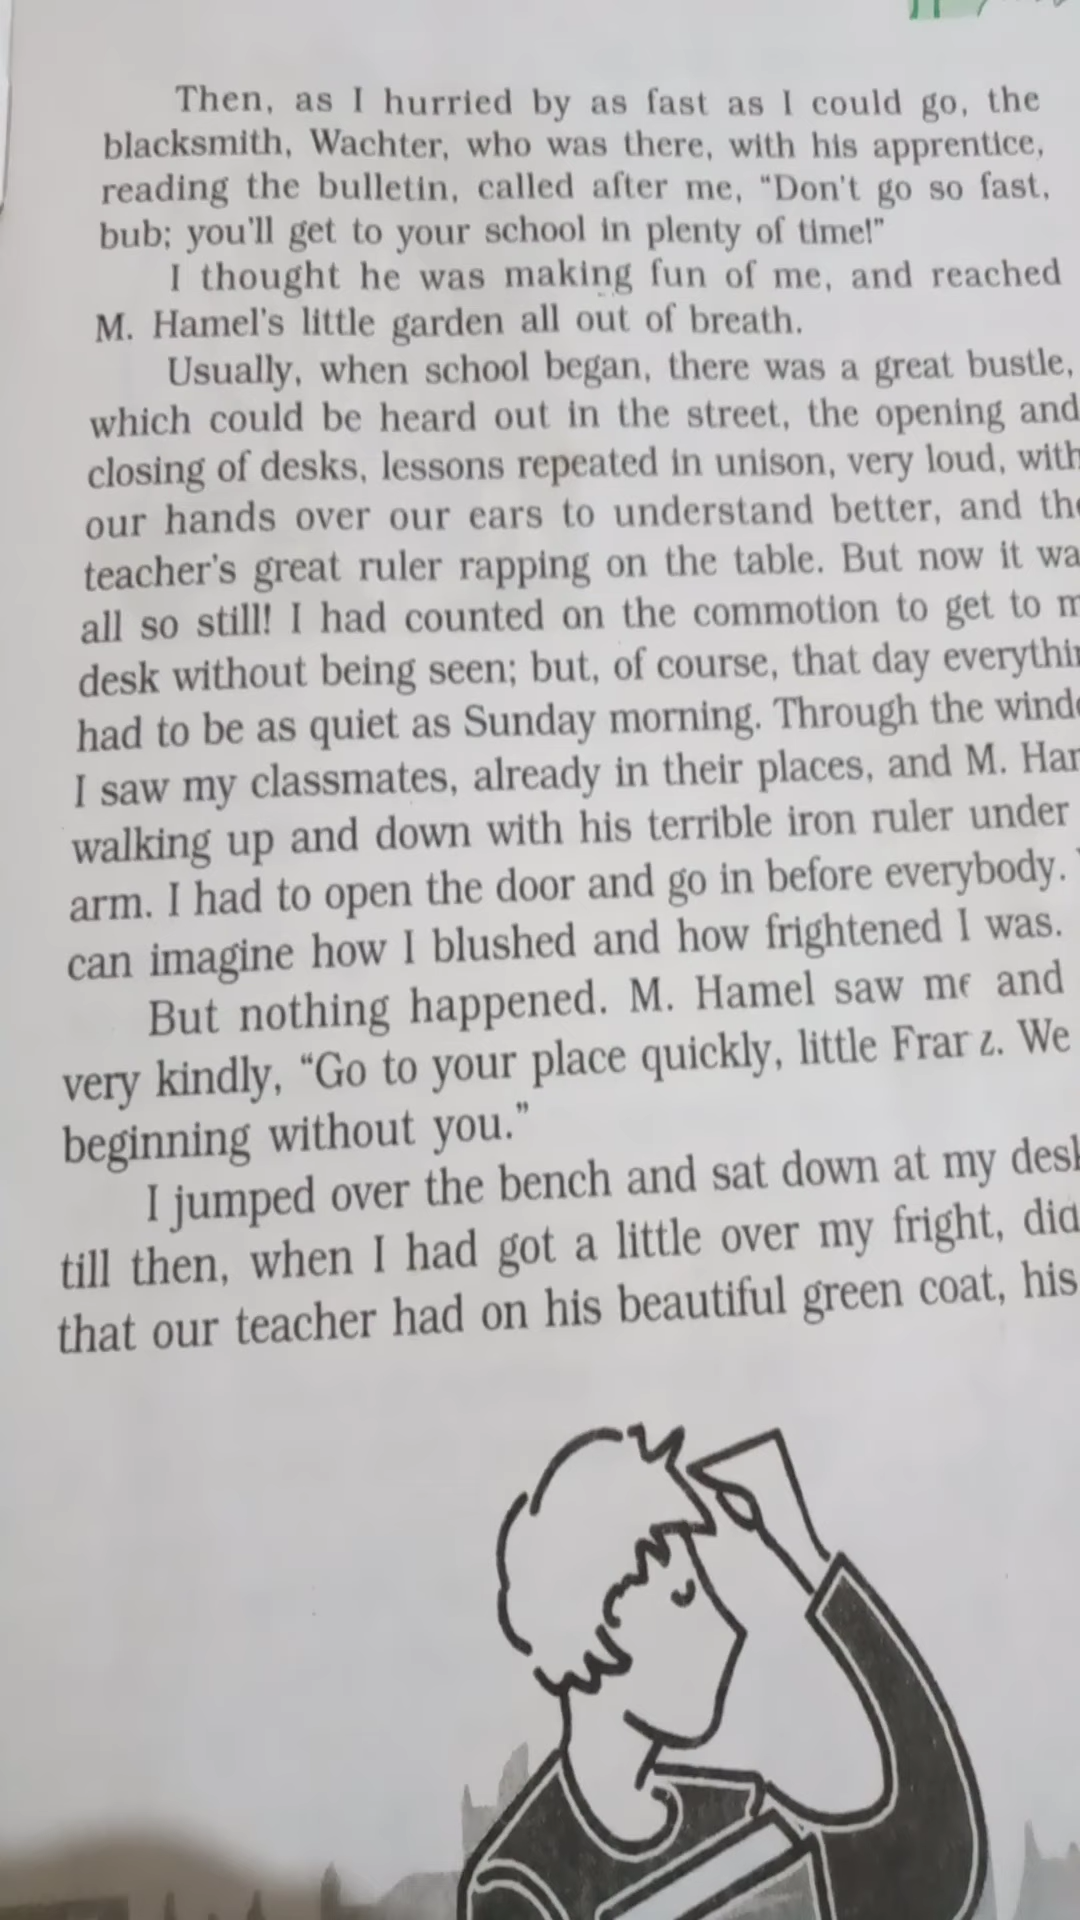 Then, as I hurried by as fast as I could go, the
blacksmith, Wachter, who was there, with his apprentice,
reading the bulletin, called after me, “Don't go so fast,
bub; you'll get to your school in plenty of time!”
I thought he was making fun of me, and reached
M. Hamel's little garden all out of breath.
Usually, when school began, there was a great bustle,
which could be heard out in the street, the opening and
closing of desks, lessons repeated in unison, very loud, with
our hands over our ears to understand better, and the
teacher's great ruler rapping on the table. But now it wa
all so still! I had counted on the commotion to get to m
desk without being seen; but, of course, that day everythin
had to be as quiet as Sunday morning. Through the windo
I saw my classmates, already in their places, and M. Ham
walking up and down with his terrible iron ruler under
arm. I had to open the door and go in before everybody.
can imagine how I blushed and how frightened I was.
But nothing happened. M. Hamel saw me and
very kindly, “Go to your place quickly, little Franz. We
beginning without you.”
I jumped over the bench and sat down at my desk
till then, when I had got a little over my fright, did
that our teacher had on his beautiful green coat, his